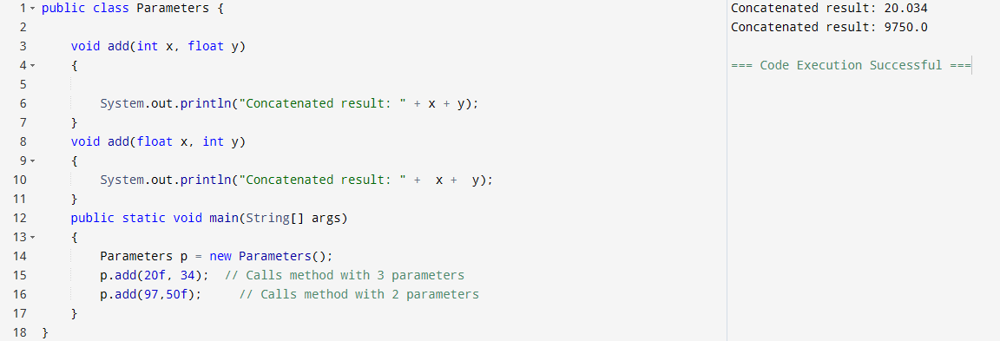 1 public class Parameters {
2
3 void add(int x, float y)
4 {
5
6 System.out.println("Concatenated result: " + x + y);
7 }
8 void add(float x, int y)
9 {
10 System.out.println("Concatenated result: " +  x +  y);
11 }
12 public static void main(String[] args)
13 {
14 Parameters p = new Parameters();
15 p.add(20f, 34);  // Calls method with 3 parameters
16 p.add(97,50f);     // Calls method with 2 parameters
17 }
18 }
Concatenated result: 20.034
Concatenated result: 9750.0
=== Code Execution Successful ===